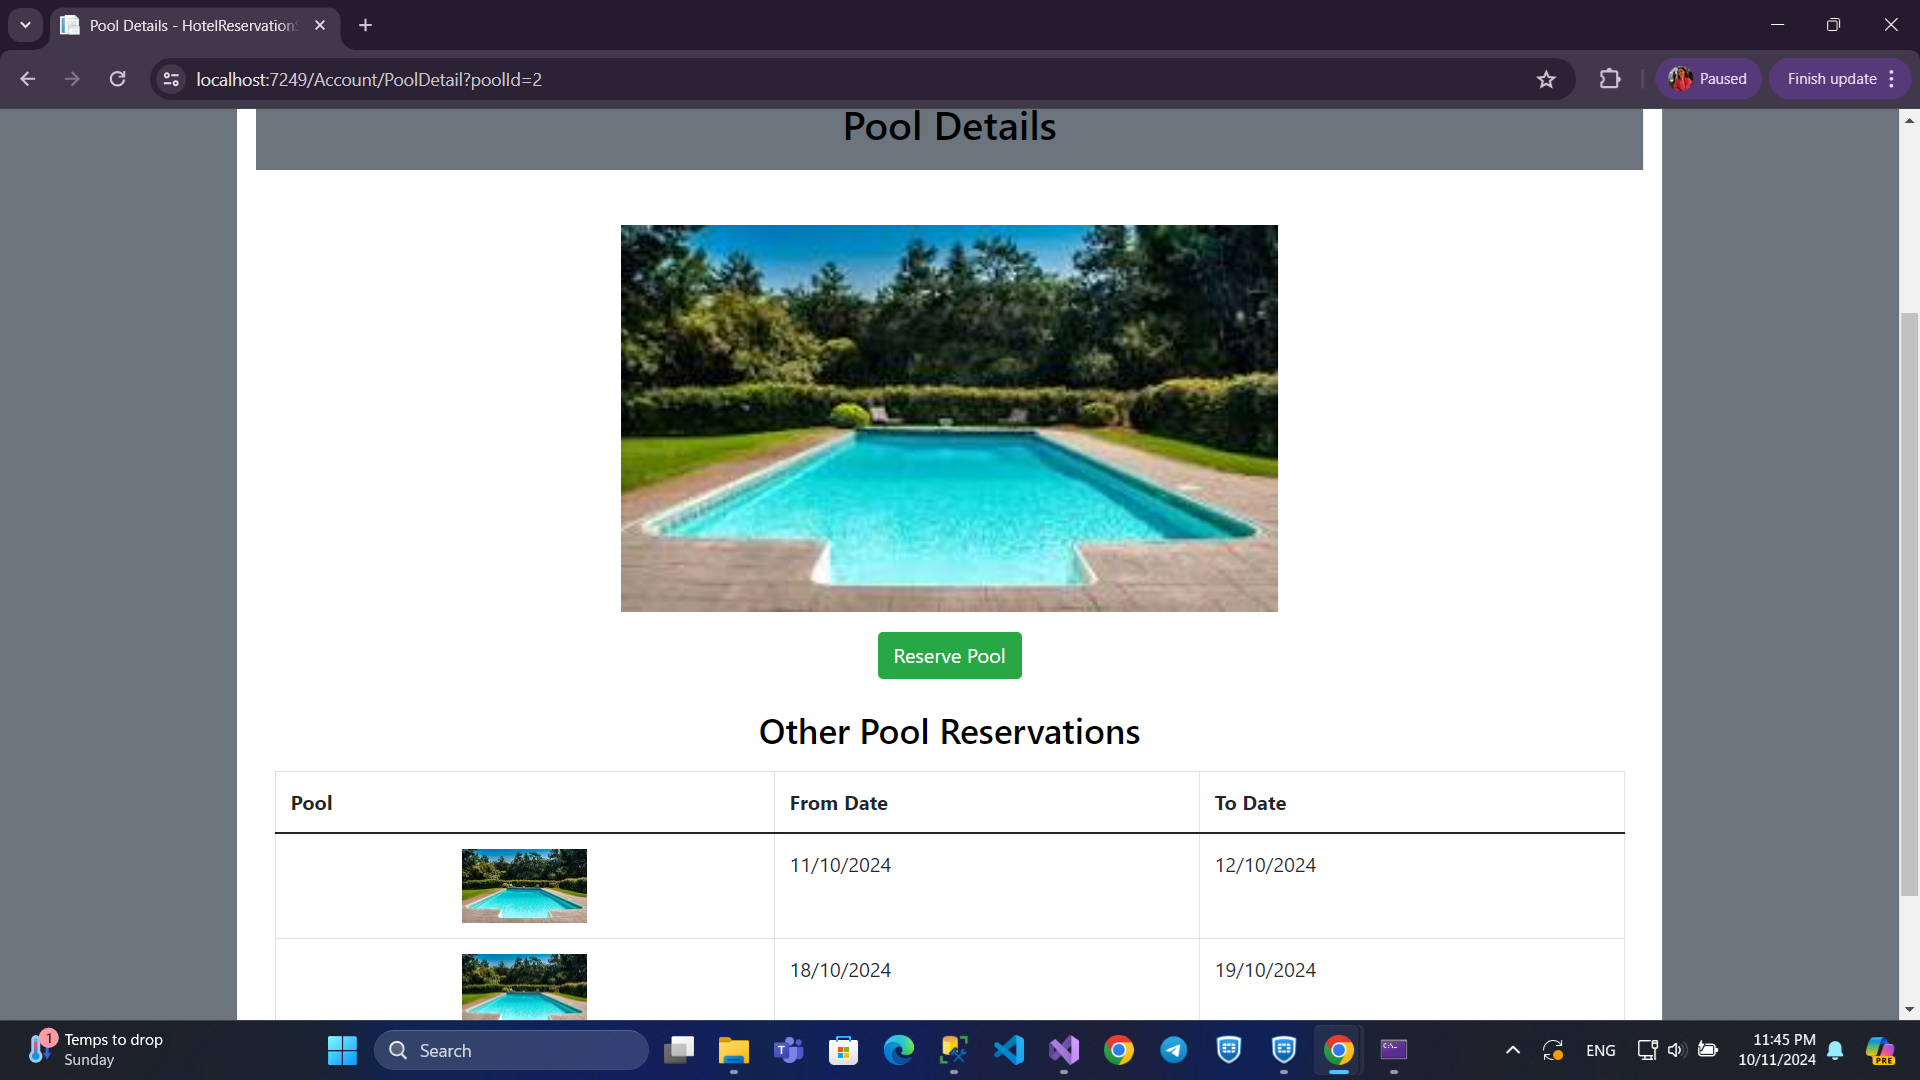 Pool Details - HotelReservation
localhost:7249/Account/PoolDetail?poolId=2
Paused
Finish update
Pool Details
Reserve Pool
Other Pool Reservations
Pool From Date To Date
11/10/2024 12/10/2024
18/10/2024 19/10/2024
1
Temps to drop
Sunday
Search
ENG
11:45 PM
10/11/2024
PRE